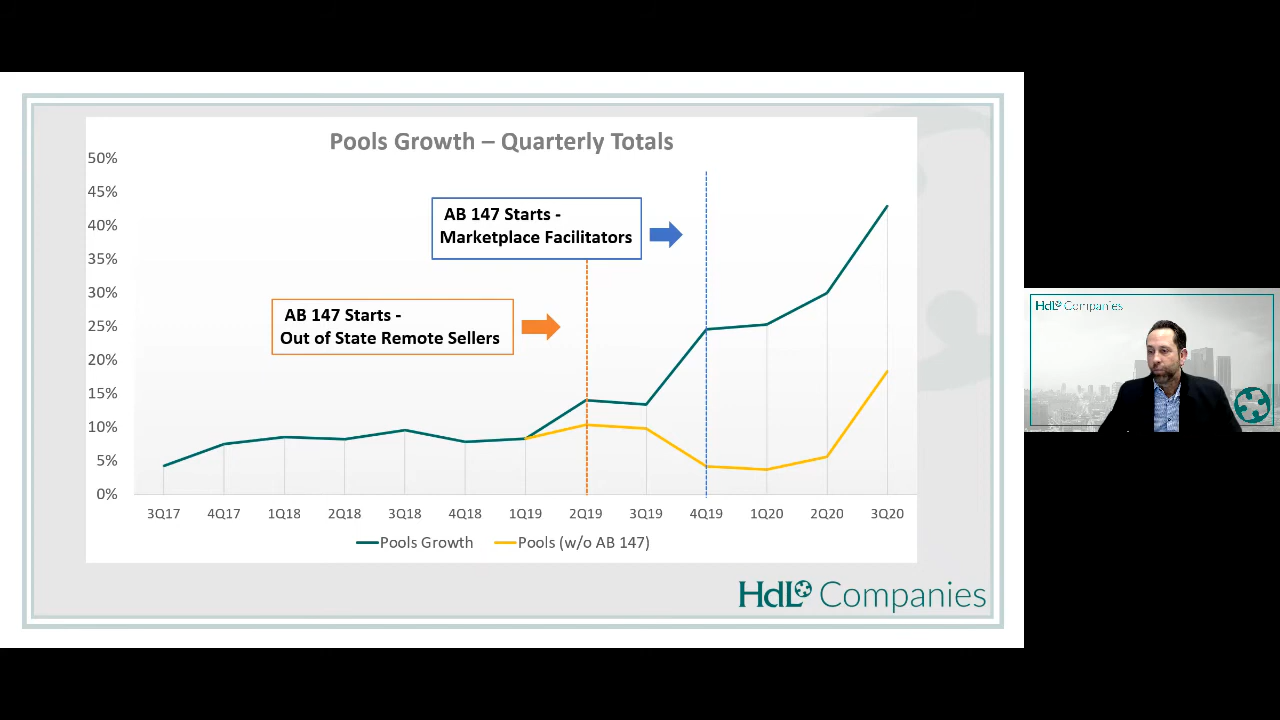 Pools Growth – Quarterly Totals
50%
45%
40%
35%
30%
25%
20%
15%
10%
5%
0%
AB 147 Starts -
Marketplace Facilitators
AB 147 Starts -
Out of State Remote Sellers
3Q17 4Q17 1Q18 2Q18 3Q18 4Q18 1Q19 2Q19 3Q19 4Q19 1Q20 2Q20 3Q20
Pools Growth Pools (w/o AB 147)
HdL Companies
HdL Companies